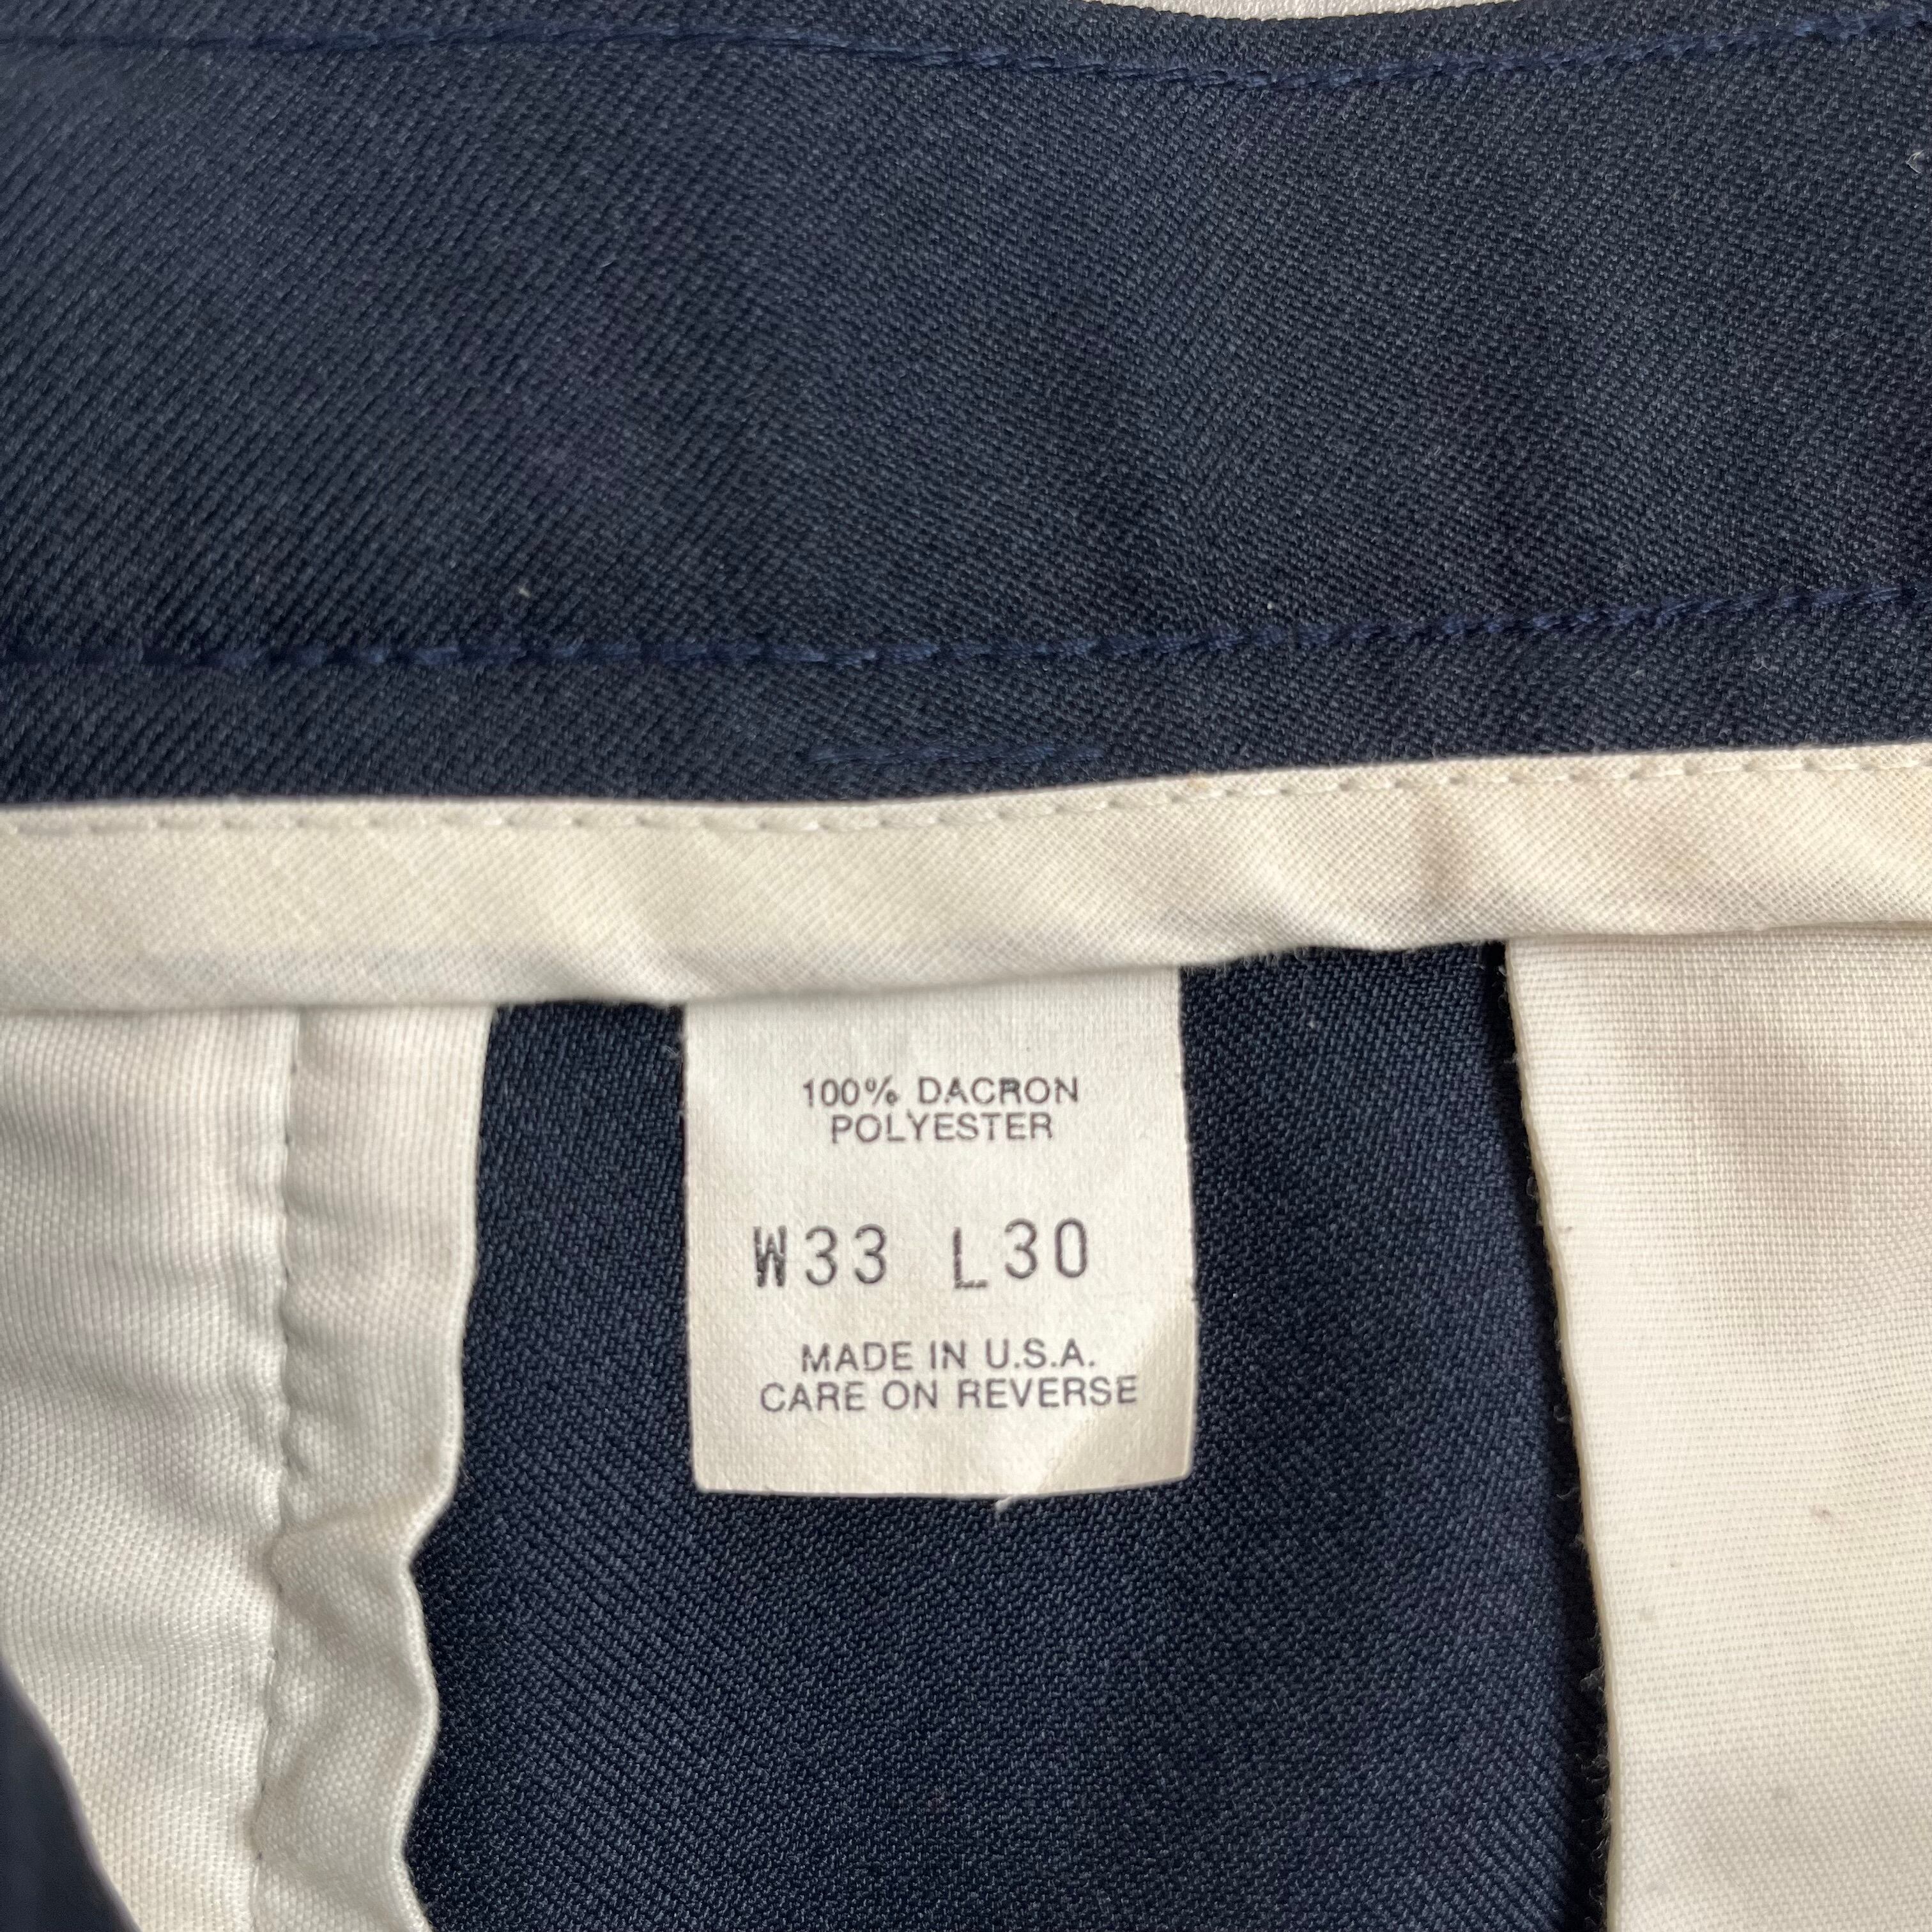 100% DACRON
POLYESTER
W33 L30
MADE IN U.S.A.
CARE ON REVERSE